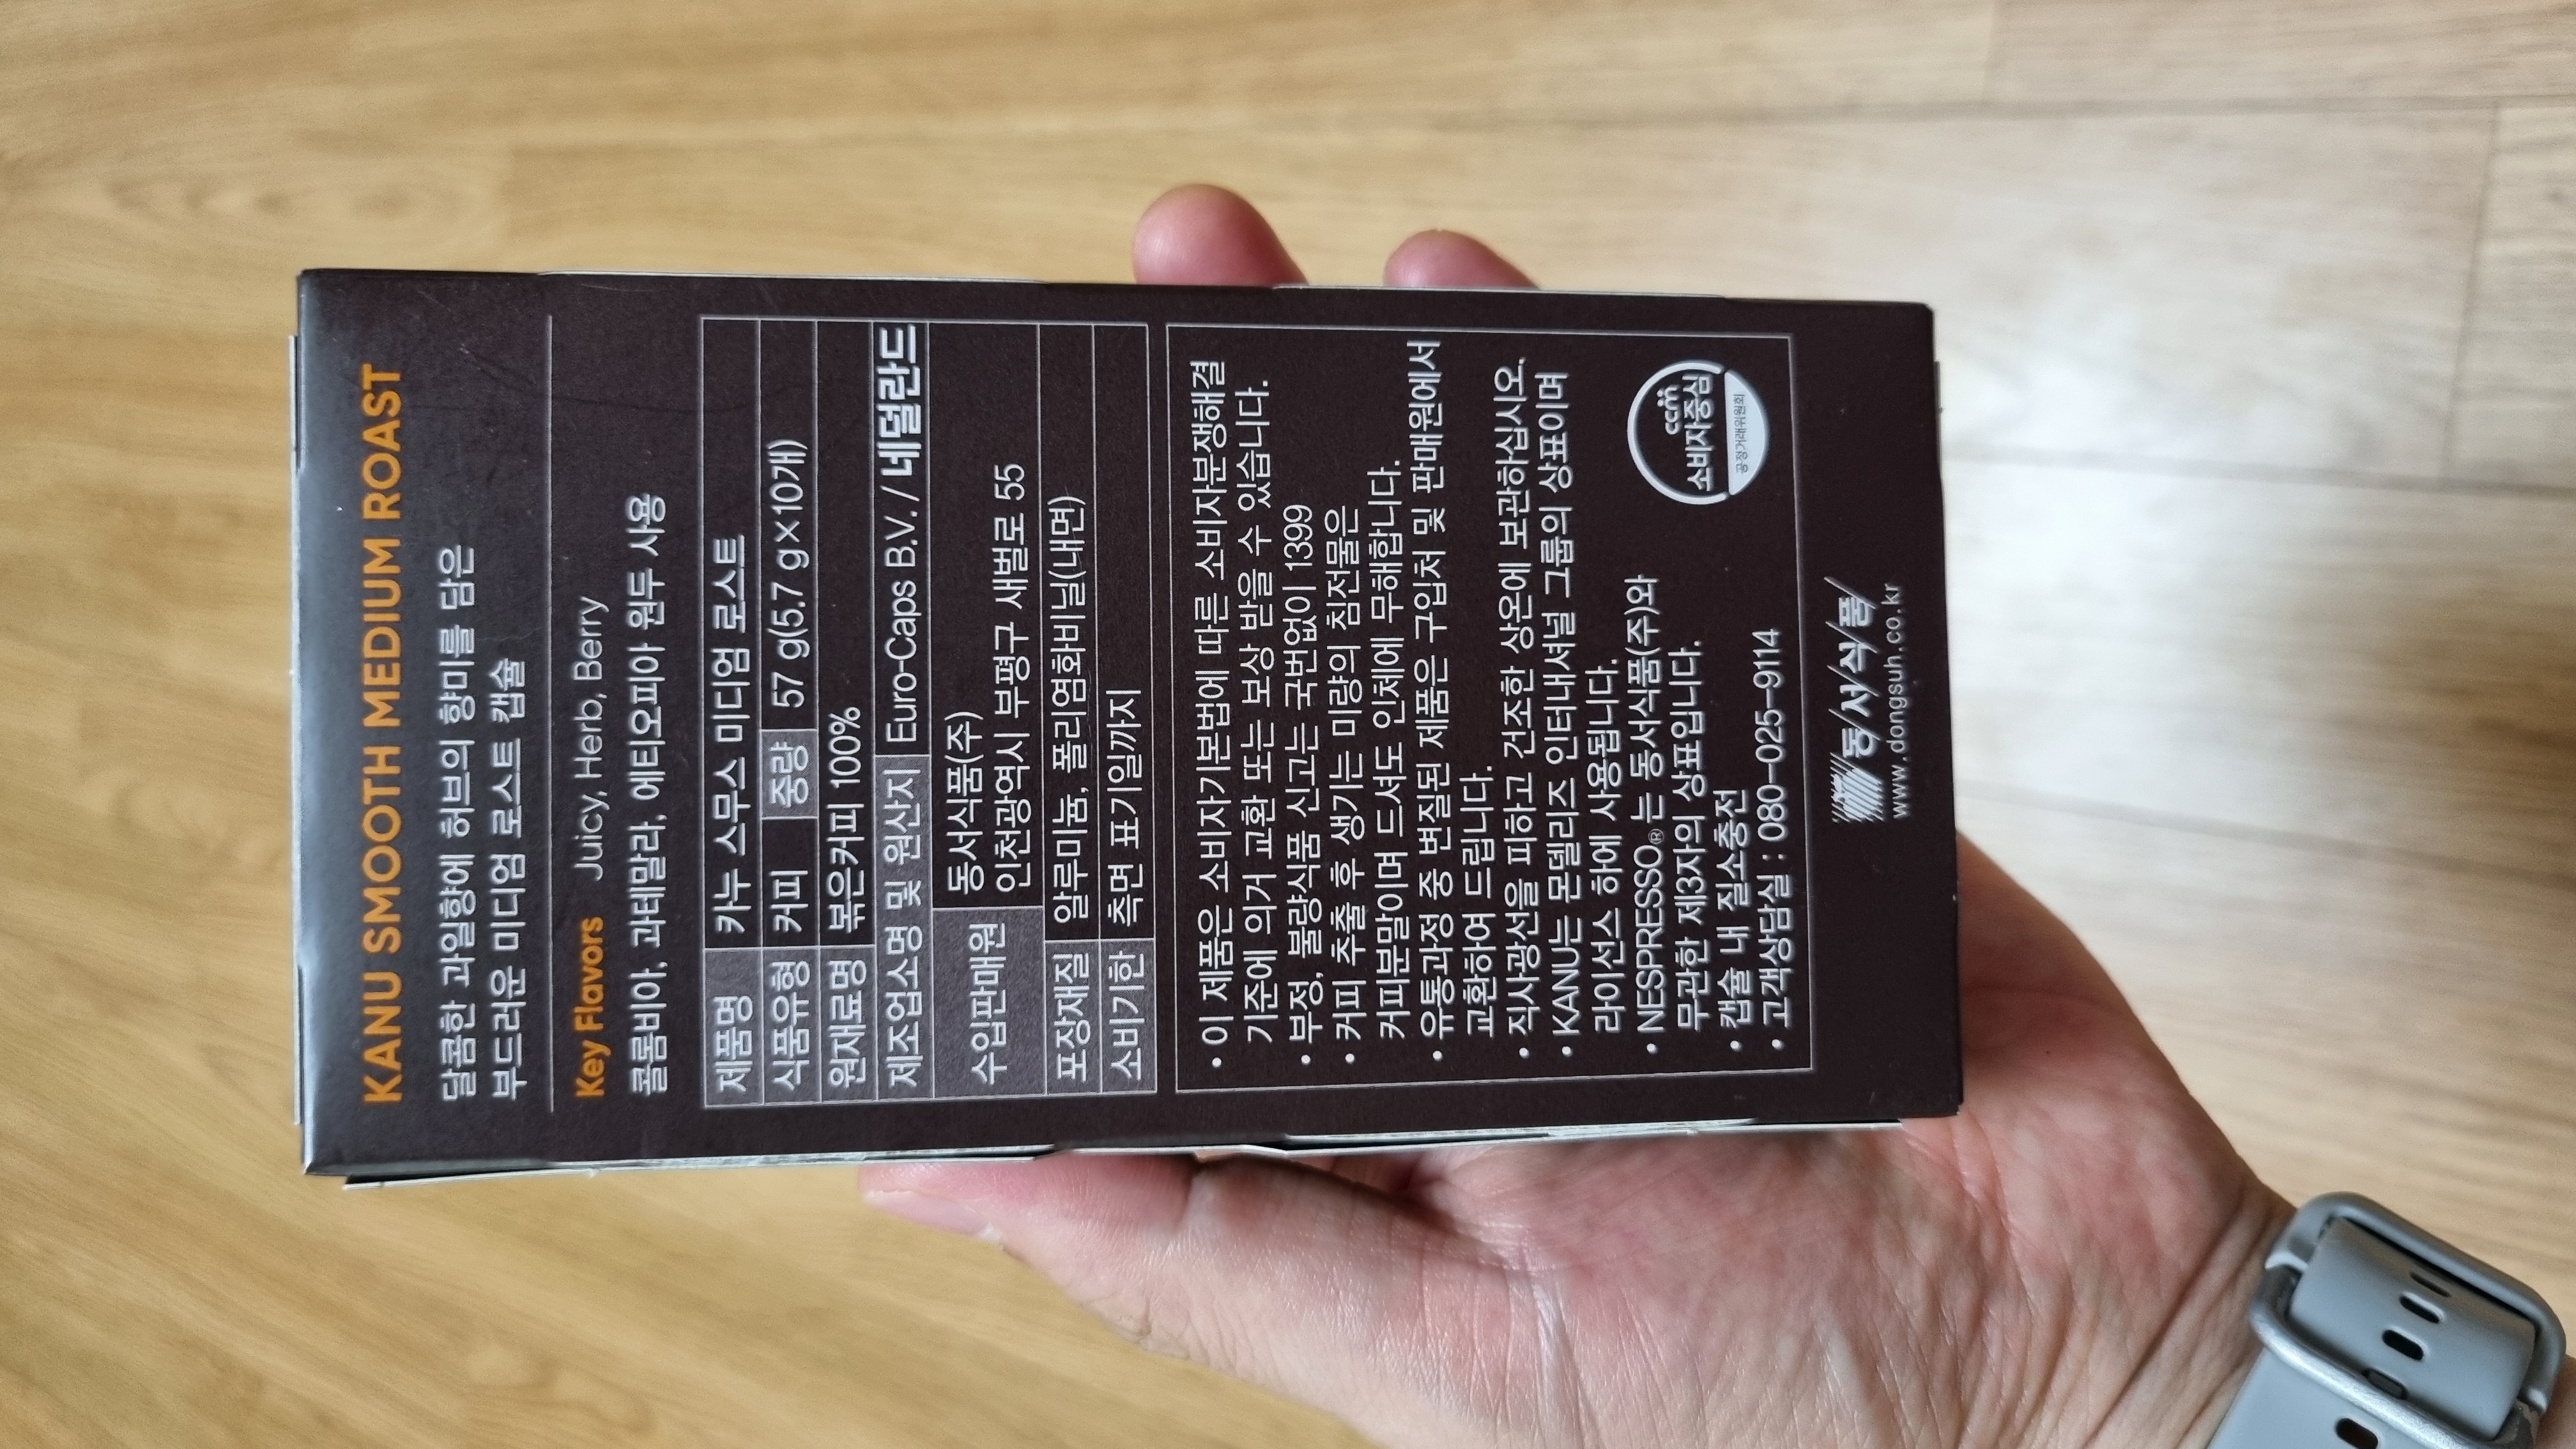 KANU SMOOTH MEDIUM ROAST
달콤한 과일향에 허브의 향미를 담은
부드러운 미디엄 로스트 캡슐
Key Flavors Juicy, Herb, Berry
콜롬비아, 과테말라, 에티오피아 원두 사용
제품명 카누 스무스 미디엄 로스트
식품유형 커피 중량 57 g(5.7 g×10개)
원재료명 볶은커피 100%
제조업소명 및 원산지 Euro-Caps B.V. / 네덜란드
수입판매원 동서식품(주)
인천광역시 부평구 새벌로 55
포장재질 알루미늄, 폴리염화비닐(내면)
소비기한 측면 표기일까지
• 이 제품은 소비자기본법에 따른 소비자분쟁해결
기준에 의거 교환 또는 보상 받을 수 있습니다.
• 부정, 불량식품 신고는 국번없이 1399
• 커피 추출 후 생기는 미량의 침전물은
커피분말이며 드셔도 인체에 무해합니다.
• 유통과정 중 변질된 제품은 구입처 및 판매원에서
교환하여 드립니다.
• 직사광선을 피하고 건조한 상온에 보관하십시오.
• KANU는 몬델리즈 인터내셔널 그룹의 상표이며
라이선스 하에 사용됩니다.
• NESPRESSO®는 동서식품(주)와
무관한 제3자의 상표입니다.
• 캡슐 내 질소충전
• 고객상담실 : 080-025-9114
ccm
소비자중심
공정거래위원회
동서식품
www.dongsuh.co.kr